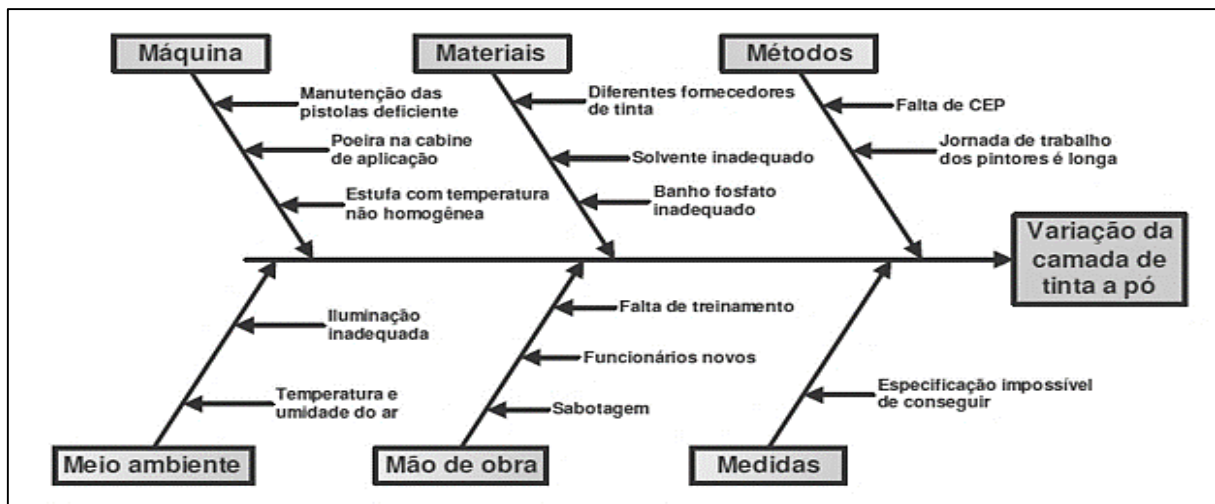 Máquina
Materiais
Métodos
Manutenção das
pistolas deficiente
Poeira na cabine
de aplicação
Estufa com temperatura
não homogênea
Diferentes fornecedores
de tinta
Solvente inadequado
Banho fosfato
inadequado
Falta de CEP
Jornada de trabalho
dos pintores é longa
Variação da
camada de
tinta a pó
Iluminação
inadequada
Temperatura e
umidade do ar
Falta de treinamento
Funcionários novos
Sabotagem
Especificação impossível
de conseguir
Meio ambiente
Mão de obra
Medidas